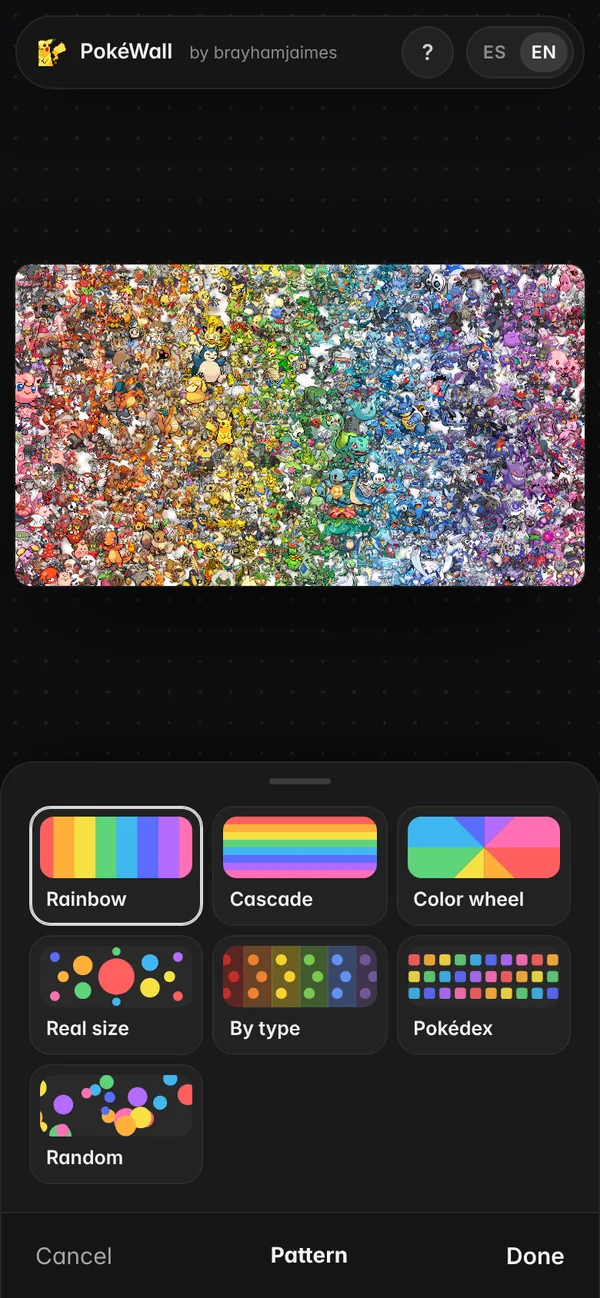 PokéWall by brayhamjaimes ? ES EN
Rainbow Cascade Color wheel
Real size By type Pokédex
Random
Cancel Pattern Done